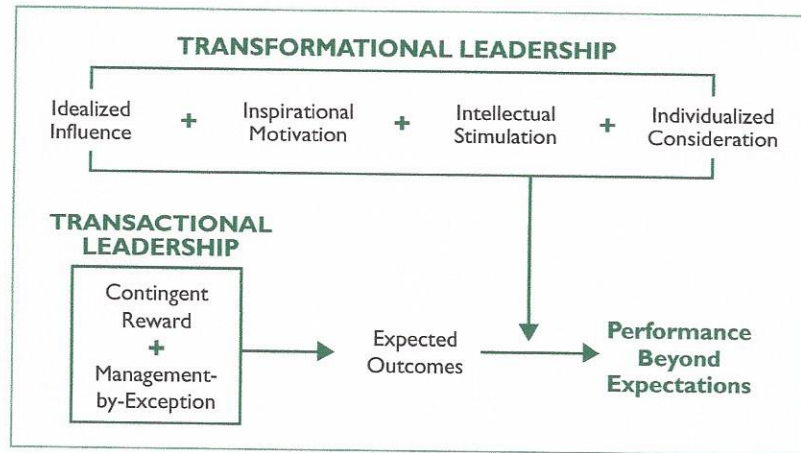 TRANSFORMATIONAL LEADERSHIP
Idealized
Influence
+
Inspirational
Motivation
+
Intellectual
Stimulation
+
Individualized
Consideration
TRANSACTIONAL
LEADERSHIP
Contingent
Reward
+
Management-
by-Exception
Expected
Outcomes
Performance
Beyond
Expectations